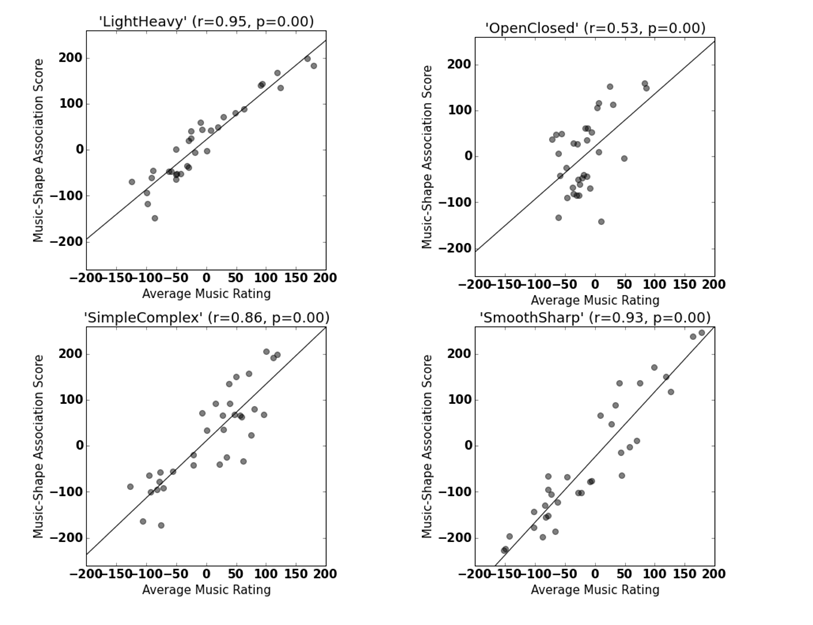 'LightHeavy' (r=0.95, p=0.00)
200
100
0
−100
−200
Music-Shape Association Score
−200−150−100−50 0 50 100 150 200
Average Music Rating
'OpenClosed' (r=0.53, p=0.00)
200
100
0
−100
−200
Music-Shape Association Score
−200−150−100−50 0 50 100 150 200
Average Music Rating
'SimpleComplex' (r=0.86, p=0.00)
200
100
0
−100
−200
Music-Shape Association Score
−200−150−100−50 0 50 100 150 200
Average Music Rating
'SmoothSharp' (r=0.93, p=0.00)
200
100
0
−100
−200
Music-Shape Association Score
−200−150−100−50 0 50 100 150 200
Average Music Rating